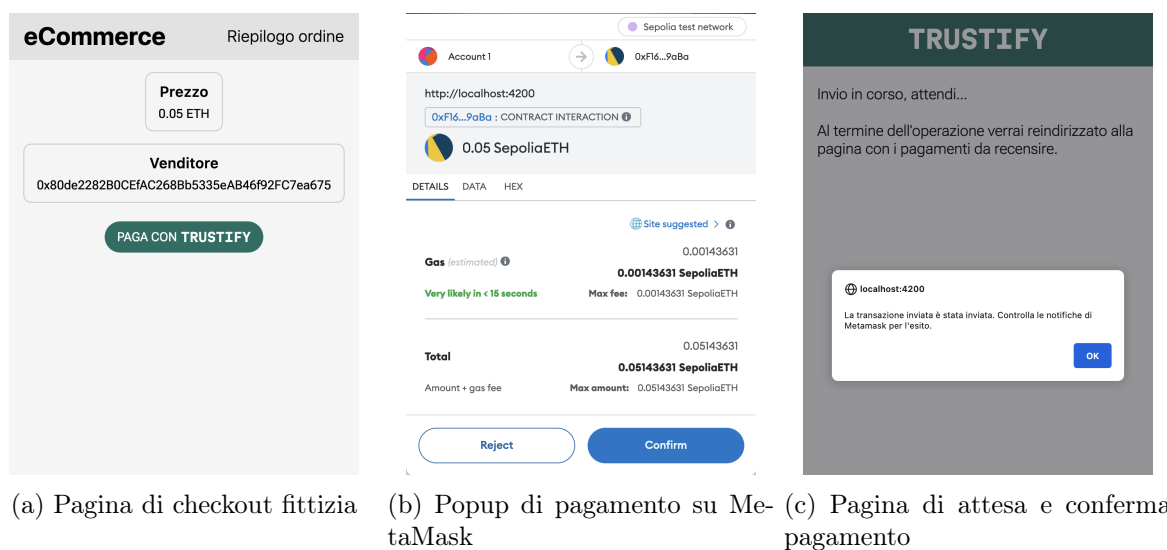 eCommerce
Riepilogo ordine
Prezzo
0.05 ETH
Venditore
0x80de2282B0CEfAC268Bb5335eAB46f92FC7ea675
PAGA CON TRUSTIFY
(a) Pagina di checkout fittizia
Sepolia test network
Account 1
0xF16...9aBa
http://localhost:4200
0xF16...9aBa : CONTRACT INTERACTION
0.05 SepoliaETH
DETAILS DATA HEX
Site suggested >
0.00143631
Gas (estimated) 0.00143631 SepoliaETH
Very likely in < 15 seconds Max fee: 0.00143631 SepoliaETH
0.05143631
Total 0.05143631 SepoliaETH
Amount + gas fee Max amount: 0.05143631 SepoliaETH
Reject Confirm
(b) Popup di pagamento su Me-
taMask
TRUSTIFY
Invio in corso, attendi...
Al termine dell'operazione verrai reindirizzato alla
pagina con i pagamenti da recensire.
localhost:4200
La transazione inviata è stata inviata. Controlla le notifiche di
Metamask per l'esito.
OK
(c) Pagina di attesa e conferma
pagamento